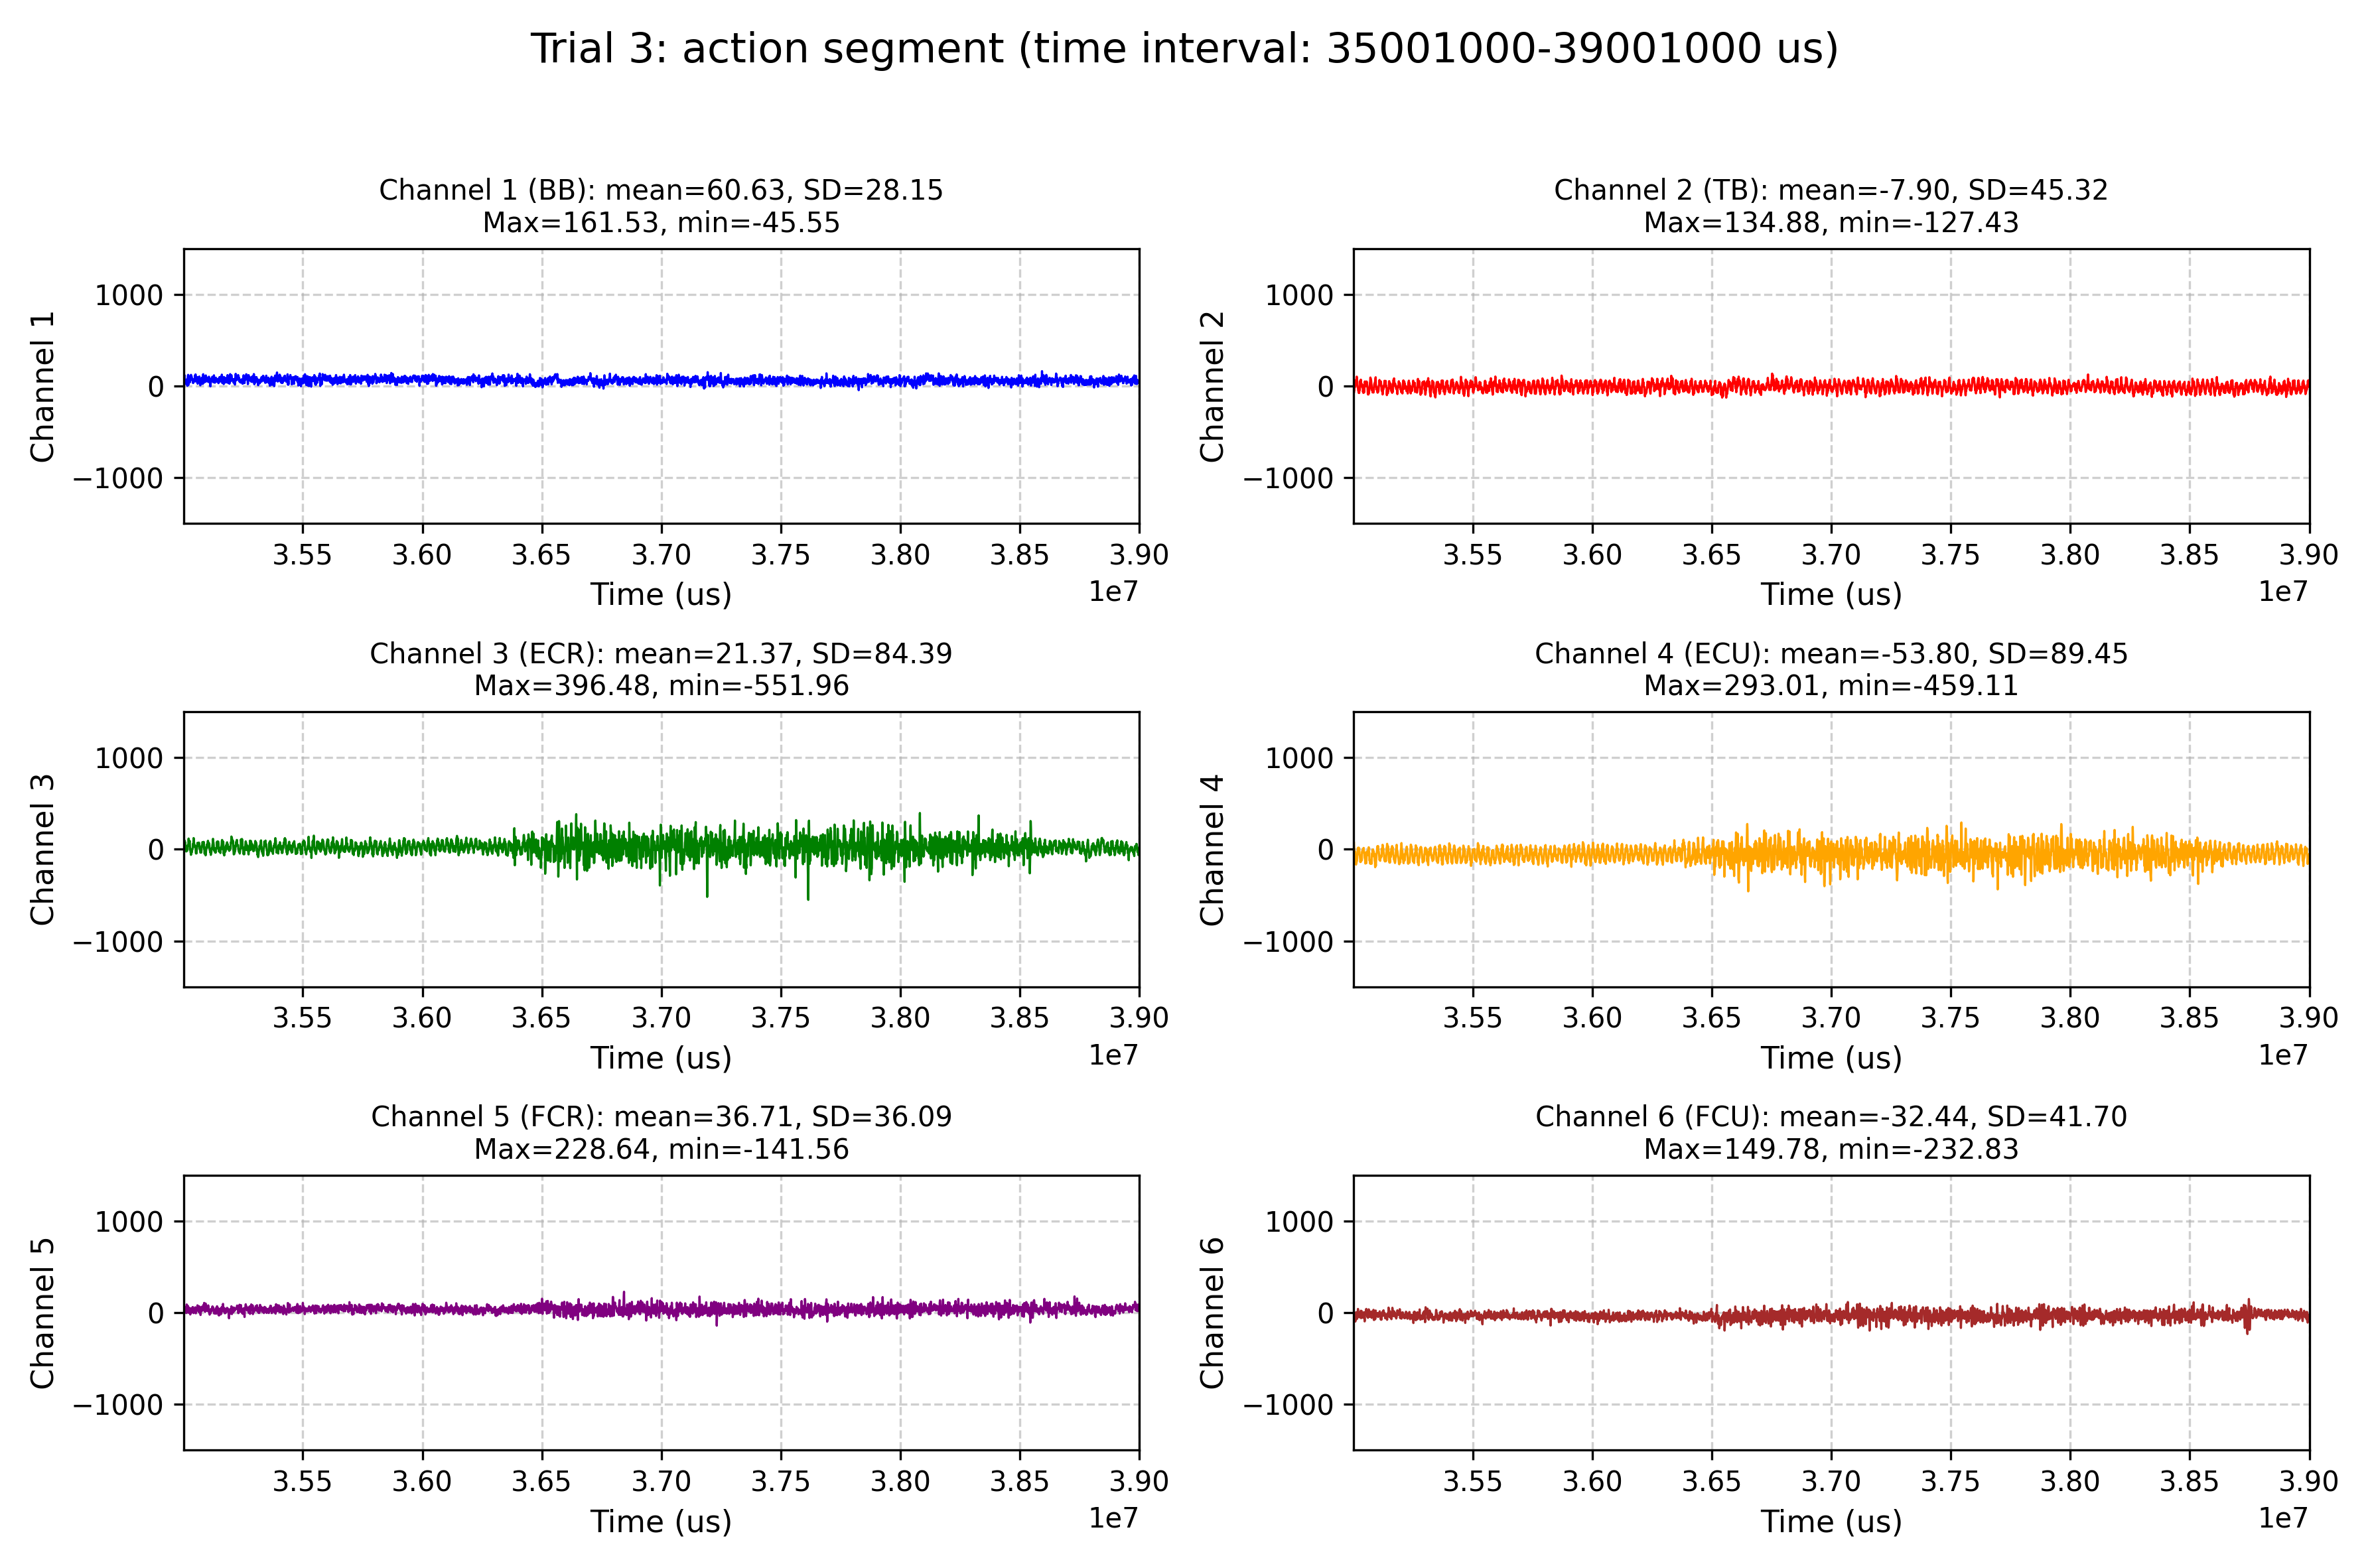 Trial 3: action segment (time interval: 35001000-39001000 us)
Channel 1 (BB): mean=60.63, SD=28.15
Max=161.53, min=-45.55
Channel 1
1000
0
−1000
3.55 3.60 3.65 3.70 3.75 3.80 3.85 3.90
Time (us)
1e7
Channel 2 (TB): mean=-7.90, SD=45.32
Max=134.88, min=-127.43
Channel 2
1000
0
−1000
3.55 3.60 3.65 3.70 3.75 3.80 3.85 3.90
Time (us)
1e7
Channel 3 (ECR): mean=21.37, SD=84.39
Max=396.48, min=-551.96
Channel 3
1000
0
−1000
3.55 3.60 3.65 3.70 3.75 3.80 3.85 3.90
Time (us)
1e7
Channel 4 (ECU): mean=-53.80, SD=89.45
Max=293.01, min=-459.11
Channel 4
1000
0
−1000
3.55 3.60 3.65 3.70 3.75 3.80 3.85 3.90
Time (us)
1e7
Channel 5 (FCR): mean=36.71, SD=36.09
Max=228.64, min=-141.56
Channel 5
1000
0
−1000
3.55 3.60 3.65 3.70 3.75 3.80 3.85 3.90
Time (us)
1e7
Channel 6 (FCU): mean=-32.44, SD=41.70
Max=149.78, min=-232.83
Channel 6
1000
0
−1000
3.55 3.60 3.65 3.70 3.75 3.80 3.85 3.90
Time (us)
1e7